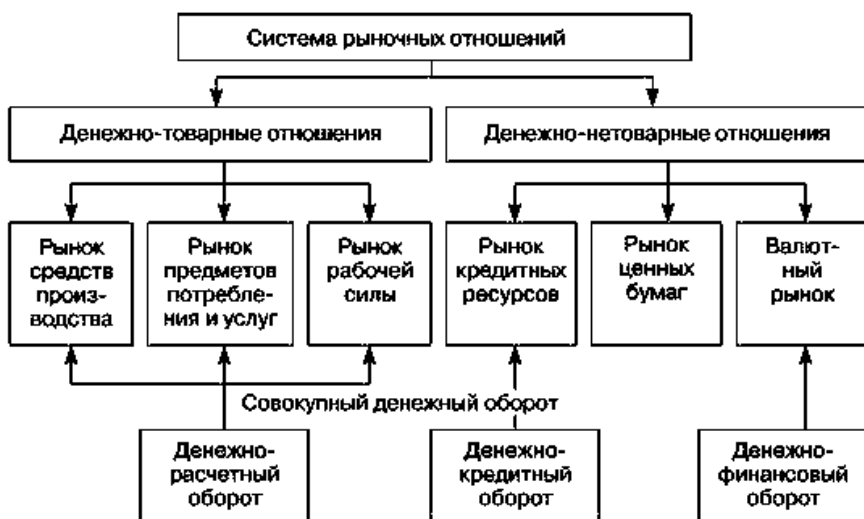 Система рыночных отношений
Денежно-товарные отношения
Денежно-нетоварные отношения
Рынок
средств
произ-
водства
Рынок
предметов
потребле-
ния и услуг
Рынок
рабочей
силы
Рынок
кредитных
ресурсов
Рынок
ценных
бумаг
Валют-
ный
рынок
Совокупный денежный оборот
Денежно-
расчетный
оборот
Денежно-
кредитный
оборот
Денежно-
финансовый
оборот